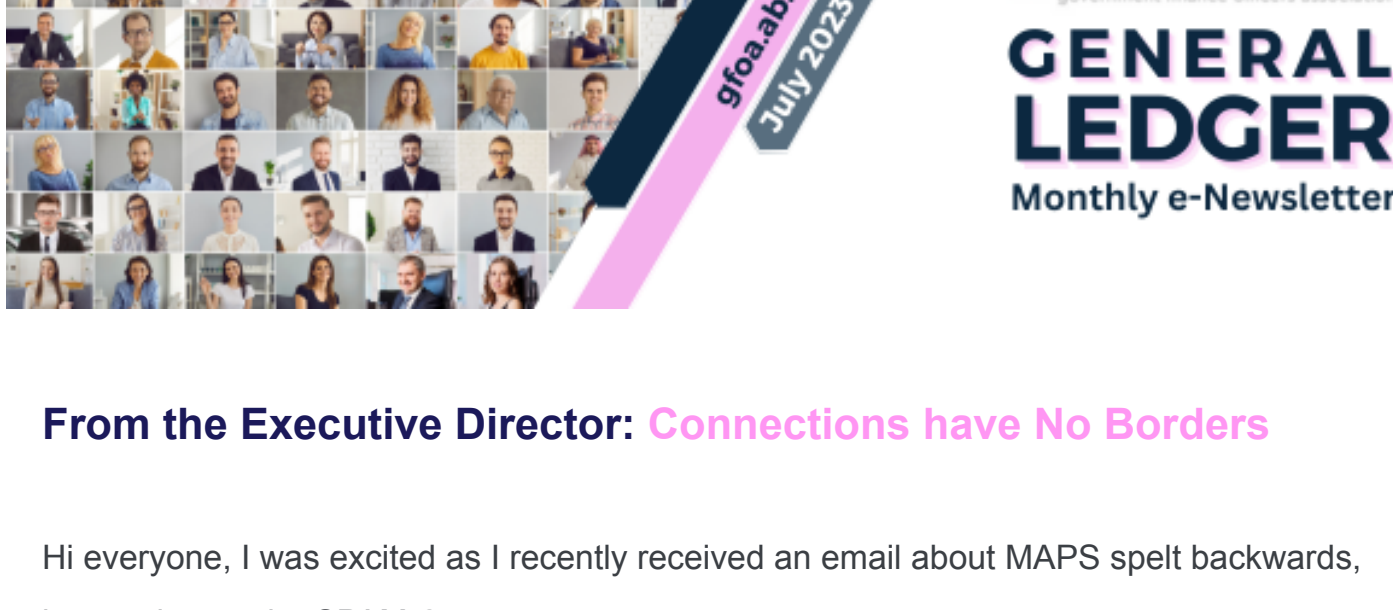 gfoa.ab.
July 2023
GENERAL
LEDGER
Monthly e-Newsletter
From the Executive Director: Connections have No Borders
Hi everyone, I was excited as I recently received an email about MAPS spelt backwards,